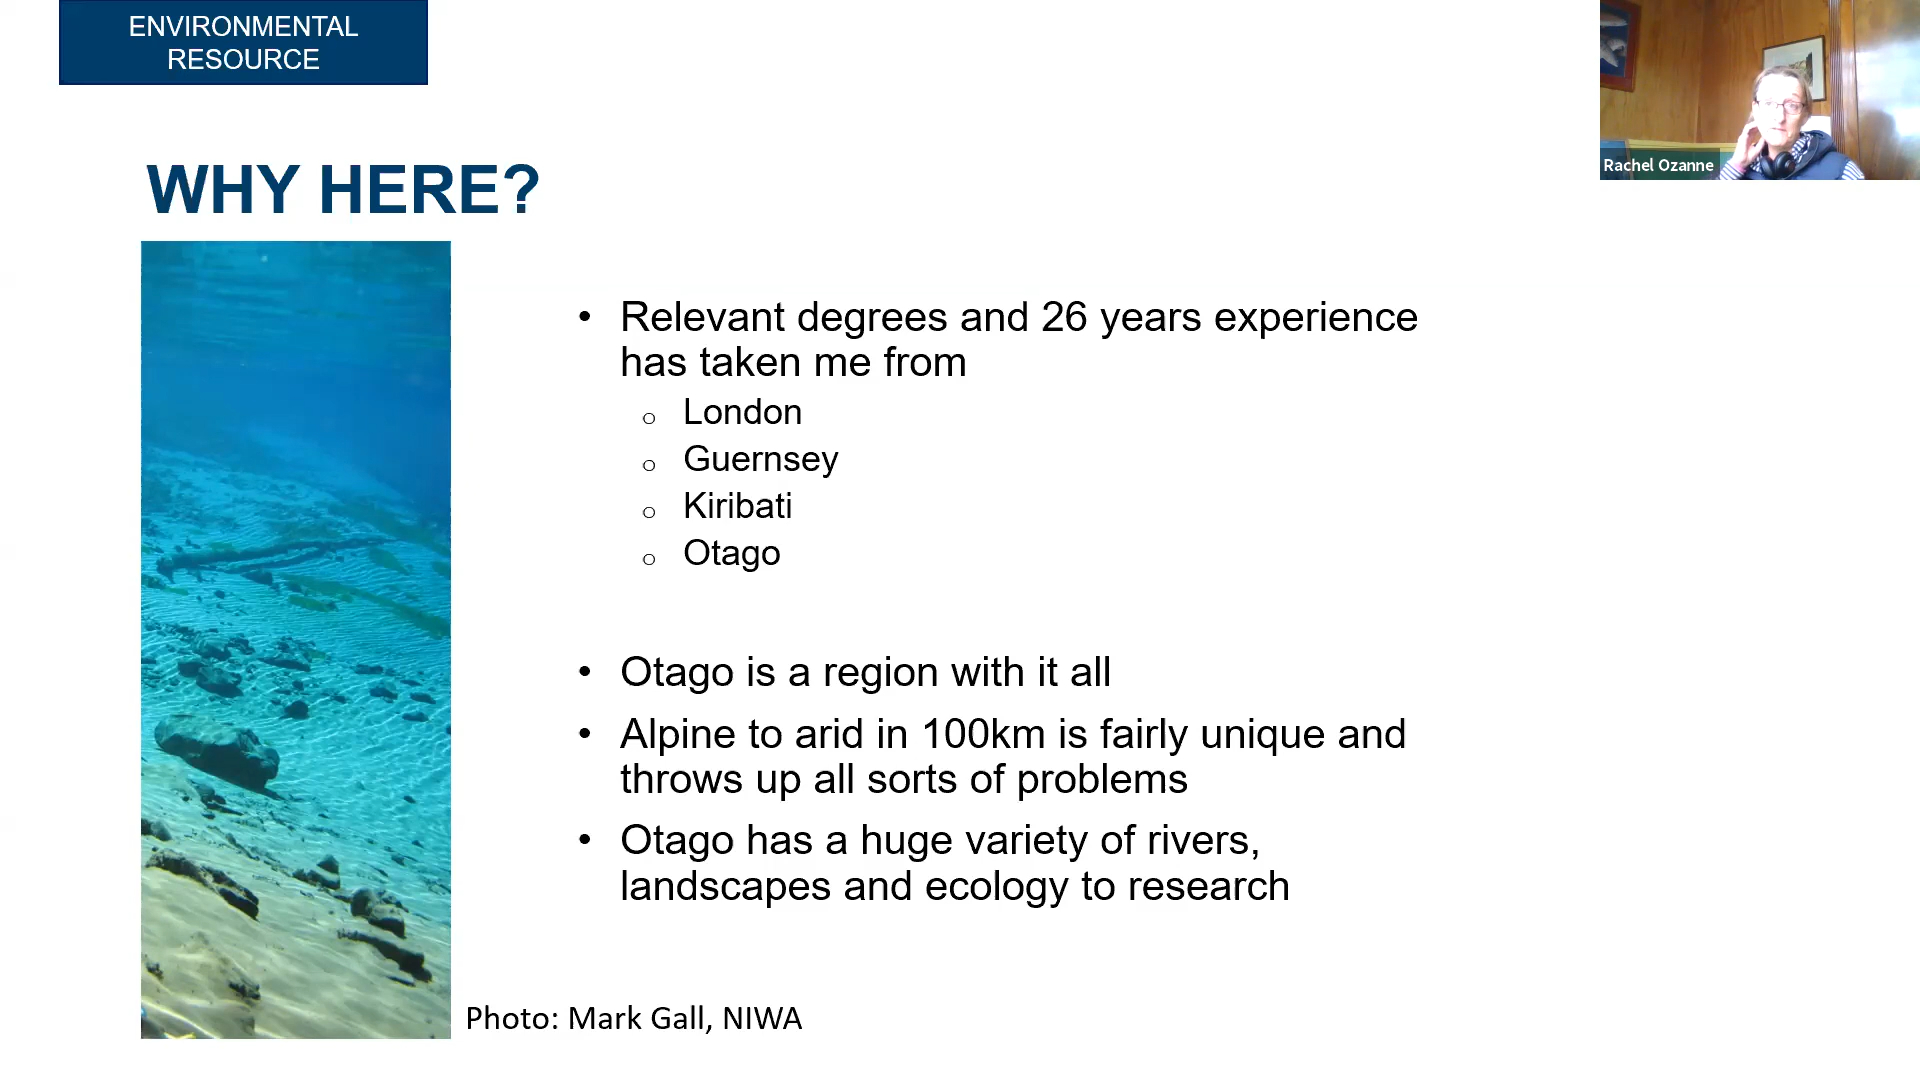 ENVIRONMENTAL
RESOURCE
Rachel Ozanne
WHY HERE?
• Relevant degrees and 26 years experience
has taken me from
o London
o Guernsey
o Kiribati
o Otago
• Otago is a region with it all
• Alpine to arid in 100km is fairly unique and
throws up all sorts of problems
• Otago has a huge variety of rivers,
landscapes and ecology to research
Photo: Mark Gall, NIWA